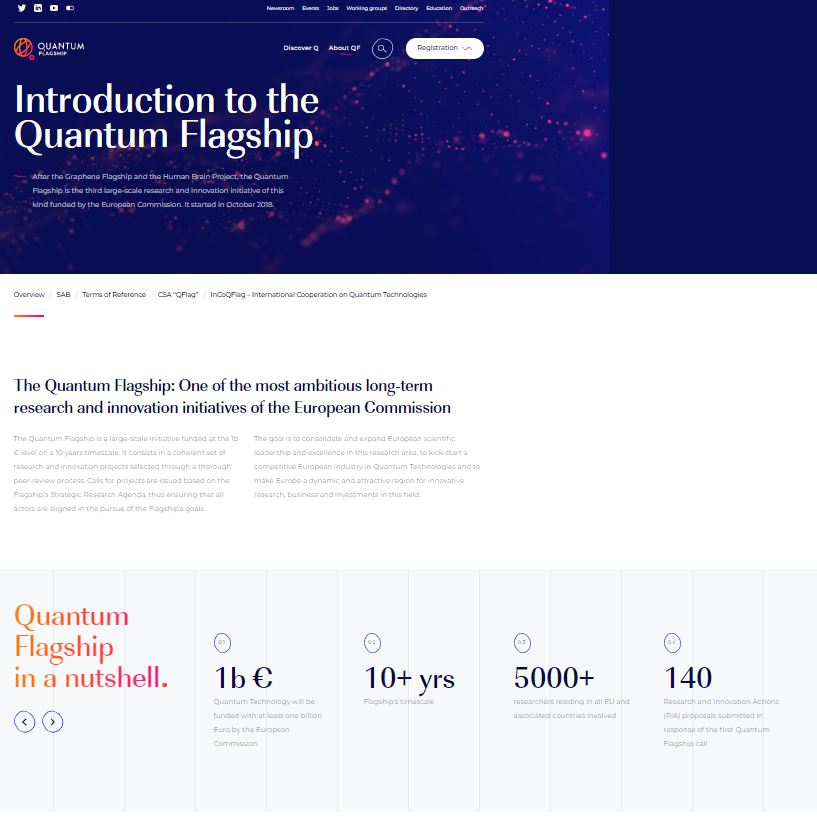 Newsroom Events Jobs Working groups Directory Education Outreach
QUANTUM
FLAGSHIP
Discover Q About QF Registration
Introduction to the
Quantum Flagship.
After the Graphene Flagship and the Human Brain Project, the Quantum
Flagship is the third large-scale research and innovation initiative of this
kind funded by the European Commission. It started in October 2018.
Overview / SAB / Terms of Reference / CSA "QFlag" / InCoQFlag – International Cooperation on Quantum Technologies
The Quantum Flagship: One of the most ambitious long-term
research and innovation initiatives of the European Commission
The Quantum Flagship is a large-scale initiative funded at the 1b
€ level on a 10 years timescale. It consists in a coherent set of
research and innovation projects selected through a thorough
peer-review process. Calls for projects are issued based on the
Flagship's Strategic Research Agenda, thus ensuring that all
actors are aligned in the pursue of the Flagship's goals.
The goal is to consolidate and expand European scientific
leadership and excellence in this research area, to kick-start a
competitive European industry in Quantum Technologies and to
make Europe a dynamic and attractive region for innovative
research, business and investments in this field.
Quantum
Flagship
in a nutshell.
01
1b €
Quantum Technology will be
funded with at least one billion
Euro by the European
Commission.
02
10+ yrs
Flagship's timescale
03
5000+
researchers residing in all EU and
associated countries involved
04
140
Research and Innovation Actions
(RIA) proposals submitted in
response of the first Quantum
Flagship call